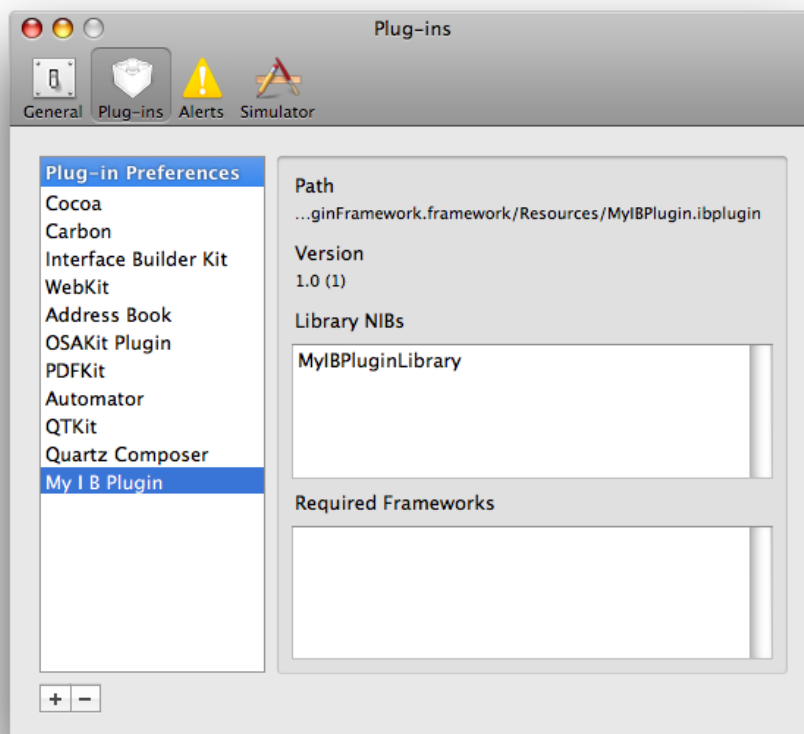 Plug-ins
General
Plug-ins
Alerts
Simulator
Plug-in Preferences
Cocoa
Carbon
Interface Builder Kit
WebKit
Address Book
OSAKit Plugin
PDFKit
Automator
QTKit
Quartz Composer
My I B Plugin
Path
...ginFramework.framework/Resources/MyIBPlugin.ibplugin
Version
1.0 (1)
Library NIBs
MyIBPluginLibrary
Required Frameworks